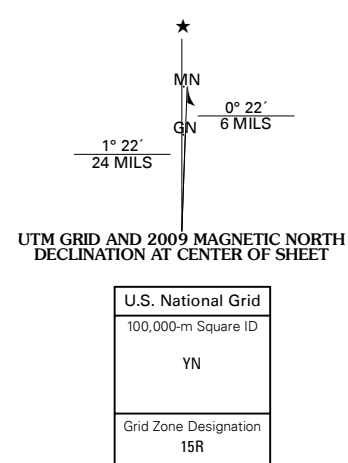 ★
MN
0° 22´
6 MILS
GN
1° 22´
24 MILS
UTM GRID AND 2009 MAGNETIC NORTH
DECLINATION AT CENTER OF SHEET
U.S. National Grid
100,000-m Square ID
YN
Grid Zone Designation
15R